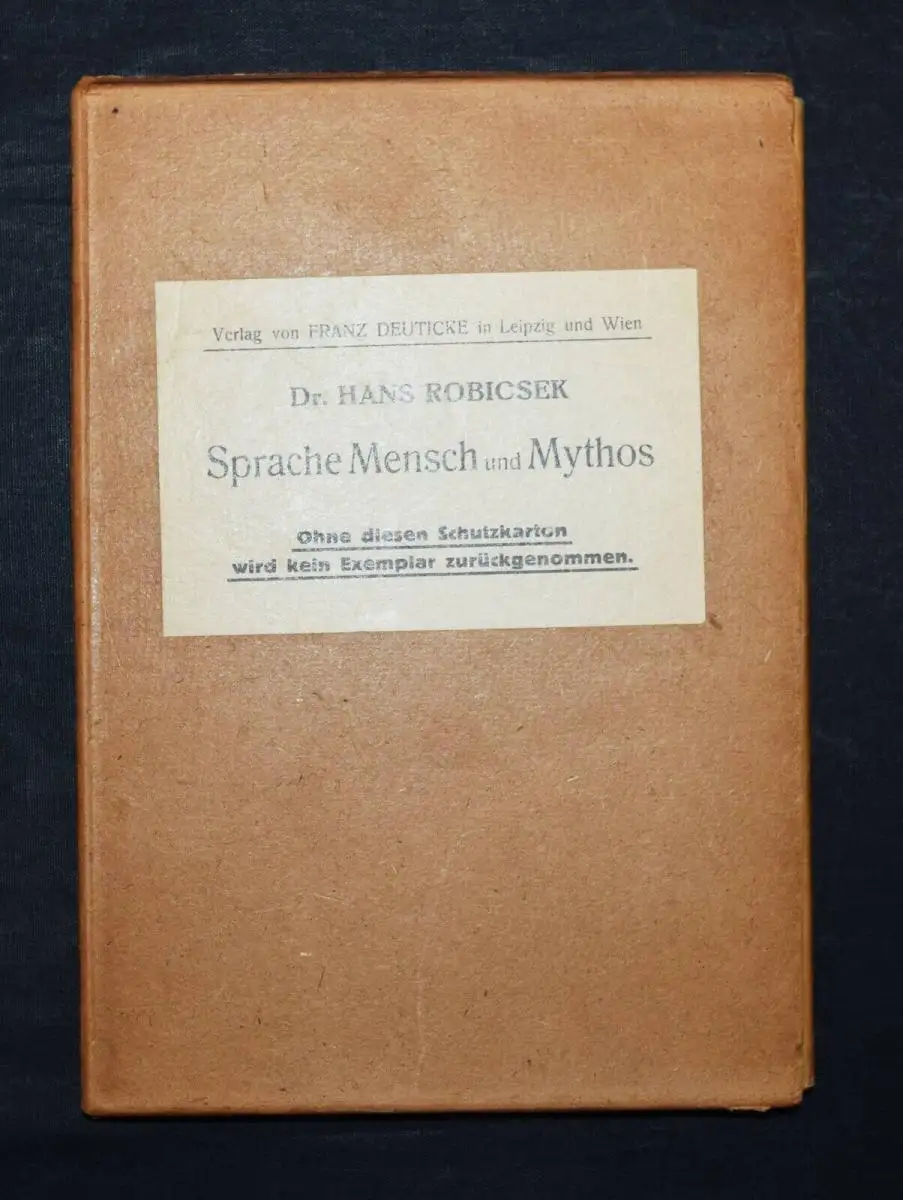 Verlag von FRANZ DEUTICKE in Leipzig und Wien
Dr. HANS ROBICSEK
Sprache Mensch und Mythos
Ohne diesen Schutzkarton
wird kein Exemplar zurückgenommen.